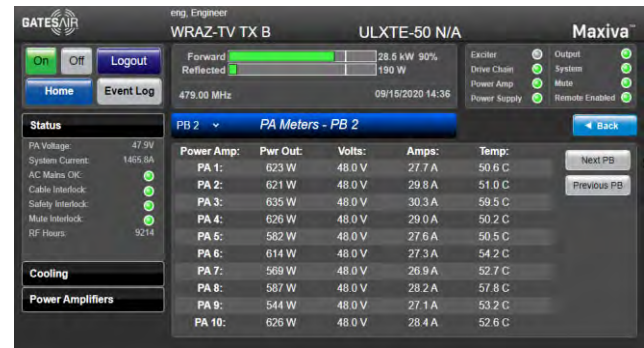 GATESAIR
eng, Engineer
WRAZ-TV TX B
ULXTE-50 N/A
Maxiva
On
Off
Logout
Home
Event Log
Forward
28.5 kW 90%
Reflected
190 W
479.00 MHz
09/15/2020 14:36
Exciter
Output
Drive Chain
System
Power Amp
Mute
Power Supply
Remote Enabled
Status
PA Voltage: 47.9V
System Current: 1465.8A
AC Mains OK:
Cable Interlock:
Safety Interlock:
Mute Interlock:
RF Hours: 9214
Cooling
Power Amplifiers
PB 2
PA Meters - PB 2
Back
Power Amp: Pwr Out: Volts: Amps: Temp:
PA 1: 623 W 48.0 V 27.7 A 50.6 C
PA 2: 621 W 48.0 V 29.8 A 51.0 C
PA 3: 635 W 48.0 V 30.3 A 59.5 C
PA 4: 626 W 48.0 V 29.0 A 50.2 C
PA 5: 582 W 48.0 V 27.6 A 50.5 C
PA 6: 614 W 48.0 V 27.3 A 54.2 C
PA 7: 569 W 48.0 V 26.9 A 52.7 C
PA 8: 587 W 48.0 V 28.2 A 57.8 C
PA 9: 544 W 48.0 V 27.1 A 53.2 C
PA 10: 626 W 48.0 V 28.4 A 52.6 C
Next PB
Previous PB